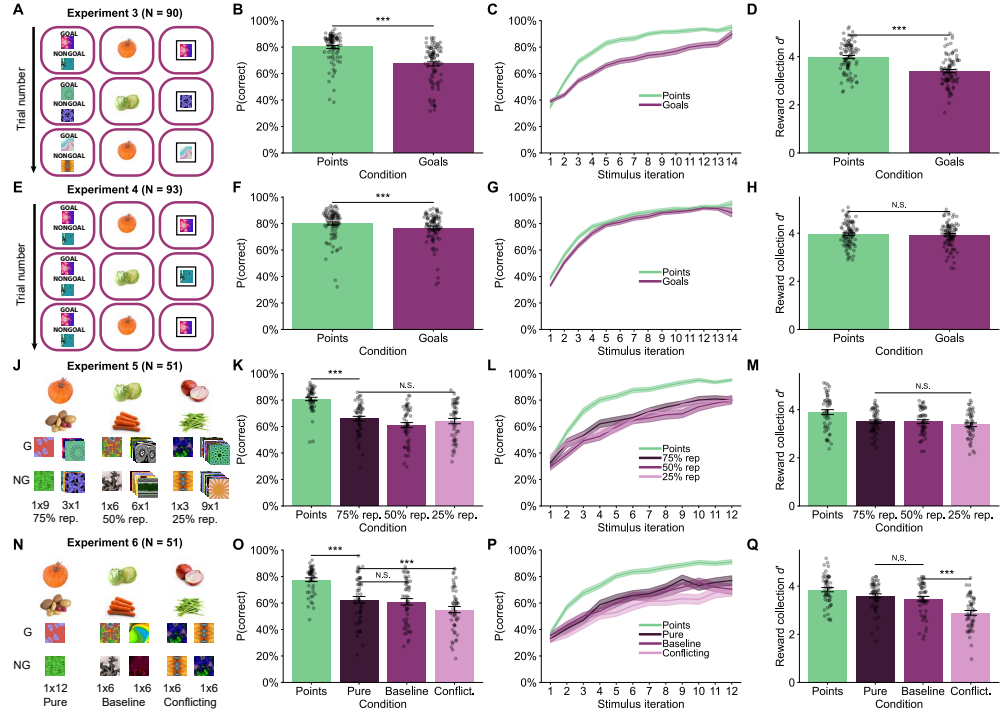 A
Experiment 3 (N = 90)
Trial number
GOAL
NONGOAL
GOAL
NONGOAL
GOAL
NONGOAL
B
P(correct)
100%
80%
60%
40%
20%
0%
***
Points
Goals
Condition
C
P(correct)
100%
80%
60%
40%
20%
0%
Points
Goals
1 2 3 4 5 6 7 8 9 10 11 12 13 14
Stimulus iteration
D
Reward collection d'
4
2
0
***
Points
Goals
Condition
E
Experiment 4 (N = 93)
Trial number
GOAL
NONGOAL
GOAL
NONGOAL
GOAL
NONGOAL
F
P(correct)
100%
80%
60%
40%
20%
0%
***
Points
Goals
Condition
G
P(correct)
100%
80%
60%
40%
20%
0%
Points
Goals
1 2 3 4 5 6 7 8 9 10 11 12 13 14
Stimulus iteration
H
Reward collection d'
4
2
0
N.S.
Points
Goals
Condition
J
Experiment 5 (N = 51)
G
NG
1x9 3x1
75% rep.
1x6 6x1
50% rep.
1x3 9x1
25% rep.
K
P(correct)
100%
80%
60%
40%
20%
0%
***
N.S.
Points
75% rep.
50% rep.
25% rep.
Condition
L
P(correct)
100%
80%
60%
40%
20%
0%
Points
75% rep
50% rep
25% rep
1 2 3 4 5 6 7 8 9 10 11 12
Stimulus iteration
M
Reward collection d'
4
2
0
N.S.
Points
75% rep.
50% rep.
25% rep.
Condition
N
Experiment 6 (N = 51)
G
NG
1x12
Pure
1x6 1x6
Baseline
1x6 1x6
Conflicting
O
P(correct)
100%
80%
60%
40%
20%
0%
***
***
N.S.
Points
Pure
Baseline
Conflict.
Condition
P
P(correct)
100%
80%
60%
40%
20%
0%
Points
Pure
Baseline
Conflicting
1 2 3 4 5 6 7 8 9 10 11 12
Stimulus iteration
Q
Reward collection d'
4
2
0
N.S.
***
Points
Pure
Baseline
Conflict.
Condition